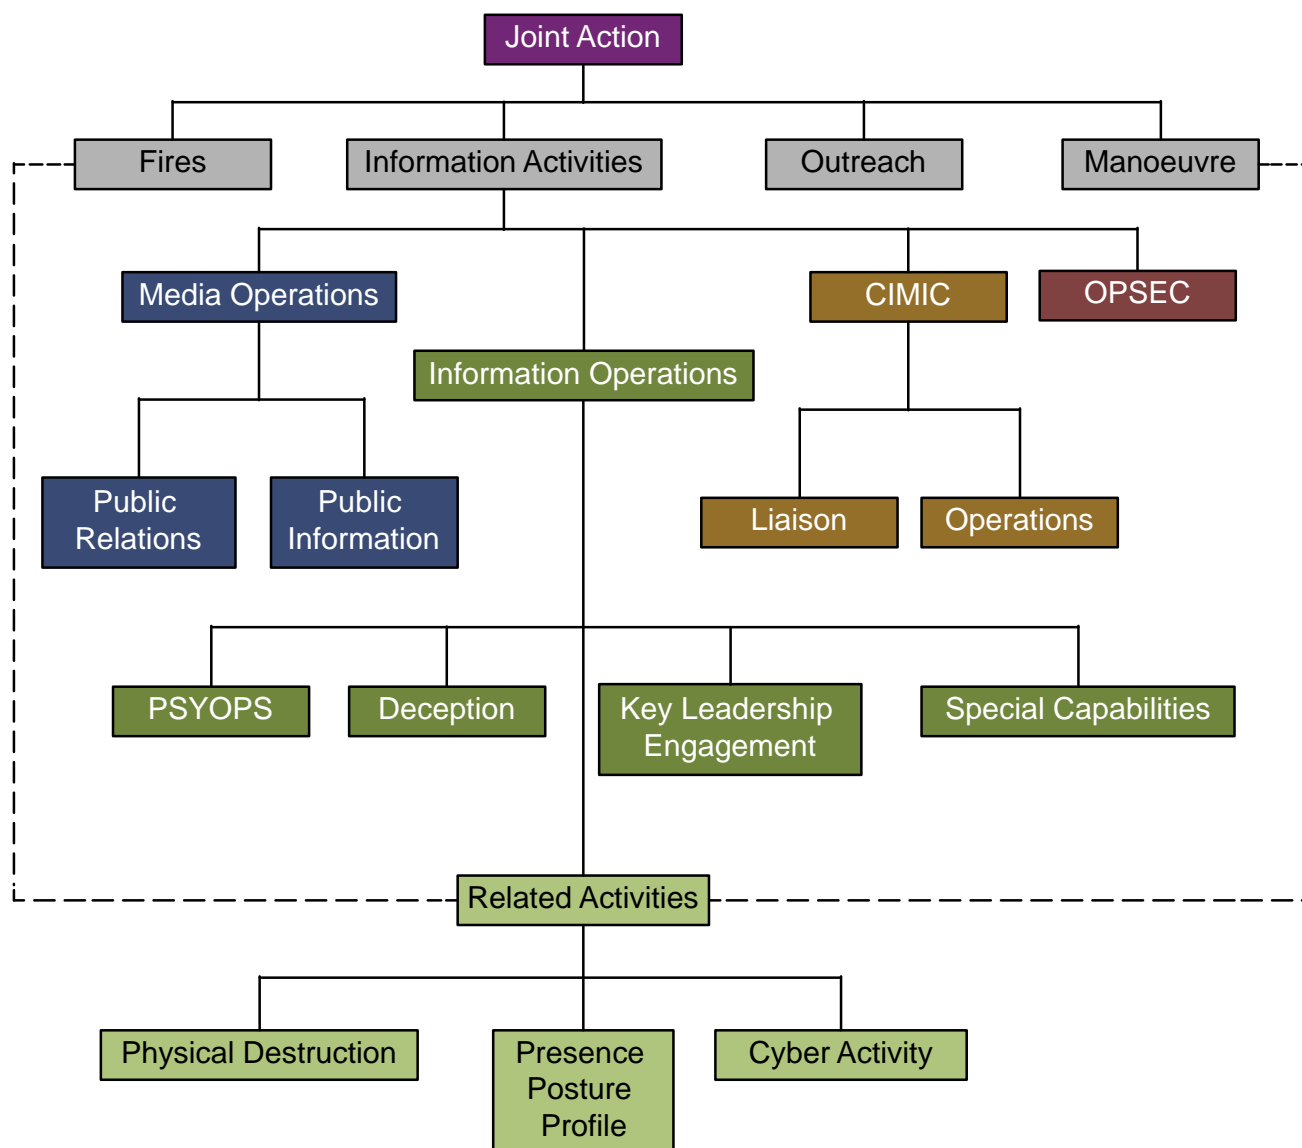 Joint Action
Fires
Information Activities
Outreach
Manoeuvre
Media Operations
CIMIC
OPSEC
Information Operations
Public
Relations
Public
Information
Liaison
Operations
PSYOPS
Deception
Key Leadership
Engagement
Special Capabilities
Related Activities
Physical Destruction
Presence
Posture
Profile
Cyber Activity